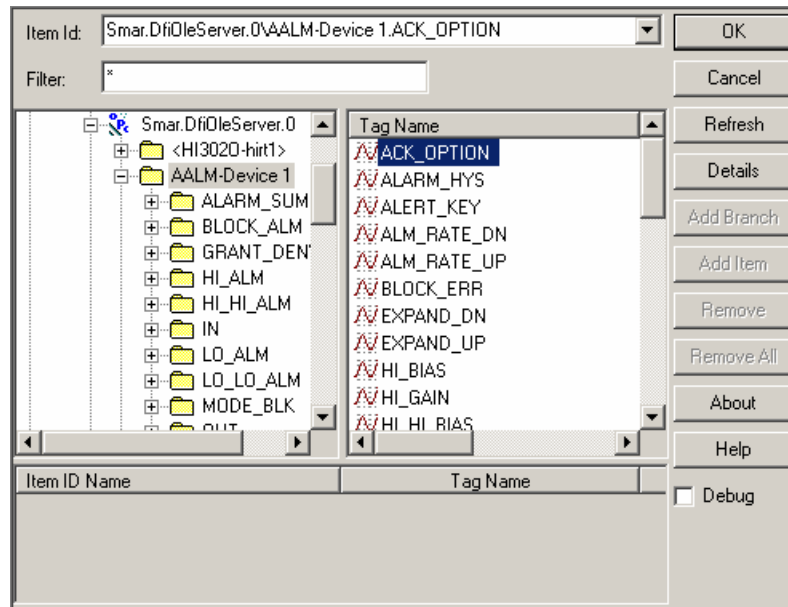 Item Id: Smar.DfiOleServer.0\AALM-Device 1.ACK_OPTION
OK
Filter: *
Cancel
Smar.DfiOleServer.0
<HI302O-hirt1>
AALM-Device 1
ALARM_SUM
BLOCK_ALM
GRANT_DEN
HI_ALM
HI_HI_ALM
IN
LO_ALM
LO_LO_ALM
MODE_BLK
OUT
Tag Name
ACK_OPTION
ALARM_HYS
ALERT_KEY
ALM_RATE_DN
ALM_RATE_UP
BLOCK_ERR
EXPAND_DN
EXPAND_UP
HI_BIAS
HI_GAIN
HI_HI_BIAS
Refresh
Details
Add Branch
Add Item
Remove
Remove All
About
Help
Debug
Item ID Name
Tag Name